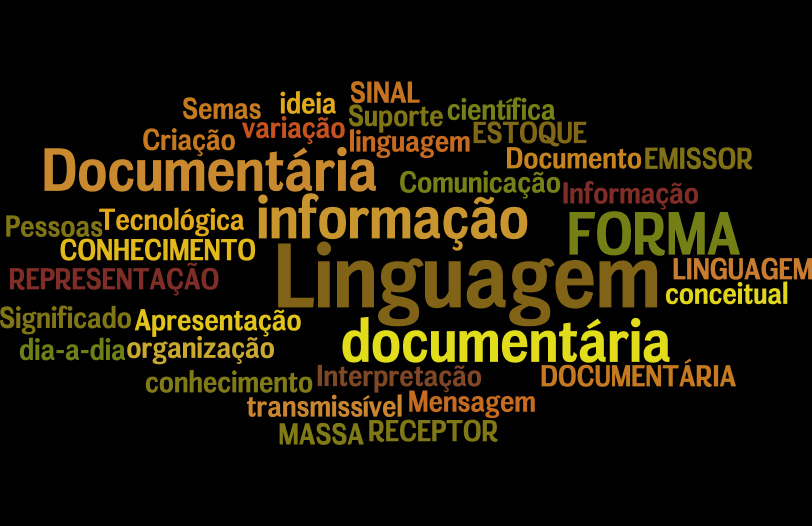 SINAL
Semas
ideia
Suporte
científica
Criação
variação
linguagem
ESTOQUE
Documentária
Documento
EMISSOR
Comunicação
Informação
Pessoas
Tecnológica
informação
FORMA
CONHECIMENTO
REPRESENTAÇÃO
Linguagem
LINGUAGEM
conceitual
Significado
Apresentação
documentária
dia-a-dia
organização
conhecimento
Interpretação
DOCUMENTÁRIA
transmissível
Mensagem
MASSA
RECEPTOR